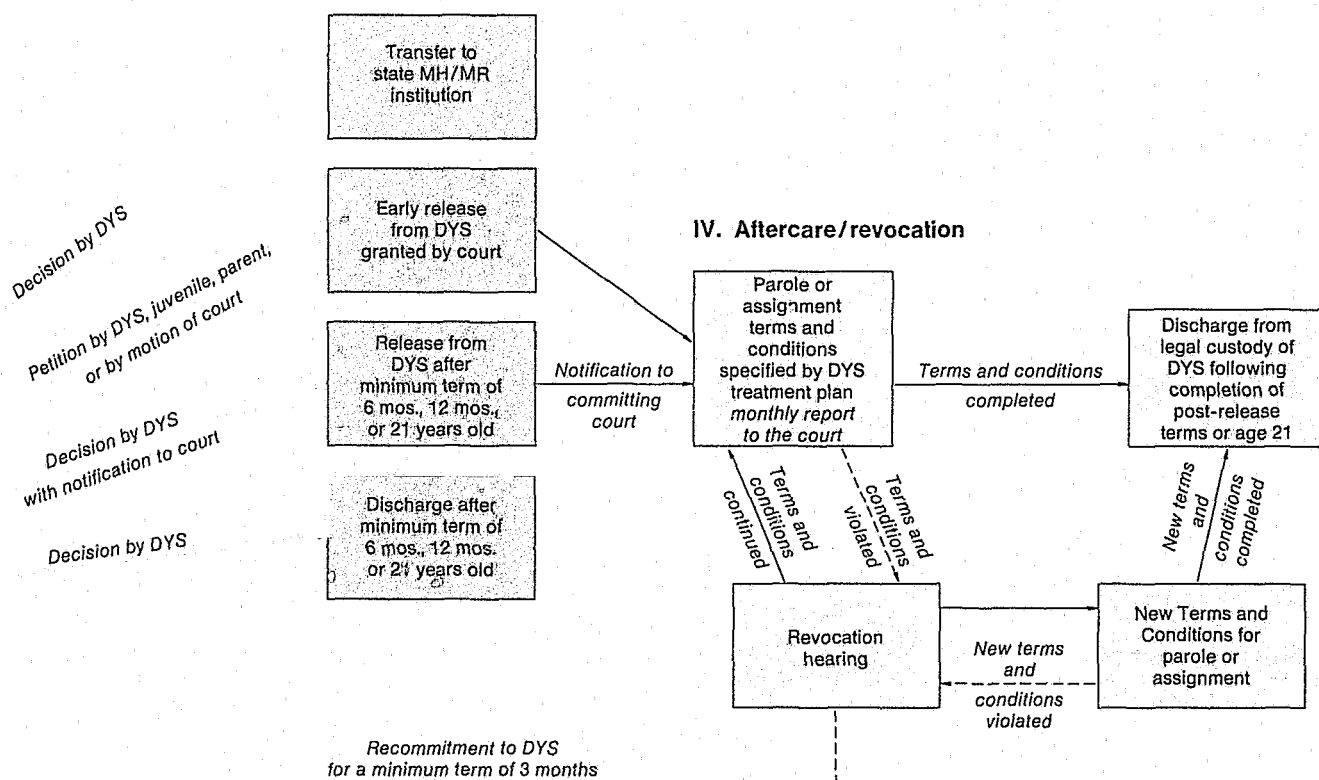 Transfer to
state MH/MR
institution
Decision by DYS
Early release
from DYS
granted by court
Petition by DYS, juvenile, parent,
or by motion of court
Release from
DYS after
minimum term of
6 mos., 12 mos.,
or 21 years old
Decision by DYS
with notification to court
Discharge after
minimum term of
6 mos., 12 mos.
or 21 years old
Decision by DYS
Notification to
committing
court
IV. Aftercare/revocation
Parole or
assignment
terms and
conditions
specified by DYS
treatment plan
monthly report
to the court
Terms and conditions
completed
Discharge from
legal custody of
DYS following
completion of
post-release
terms or age 21
Terms and
conditions
continued
Terms and
conditions
violated
New terms
and
conditions
completed
Revocation
hearing
New terms
and
conditions
violated
New Terms and
Conditions for
parole or
assignment
Recommitment to DYS
for a minimum term of 3 months